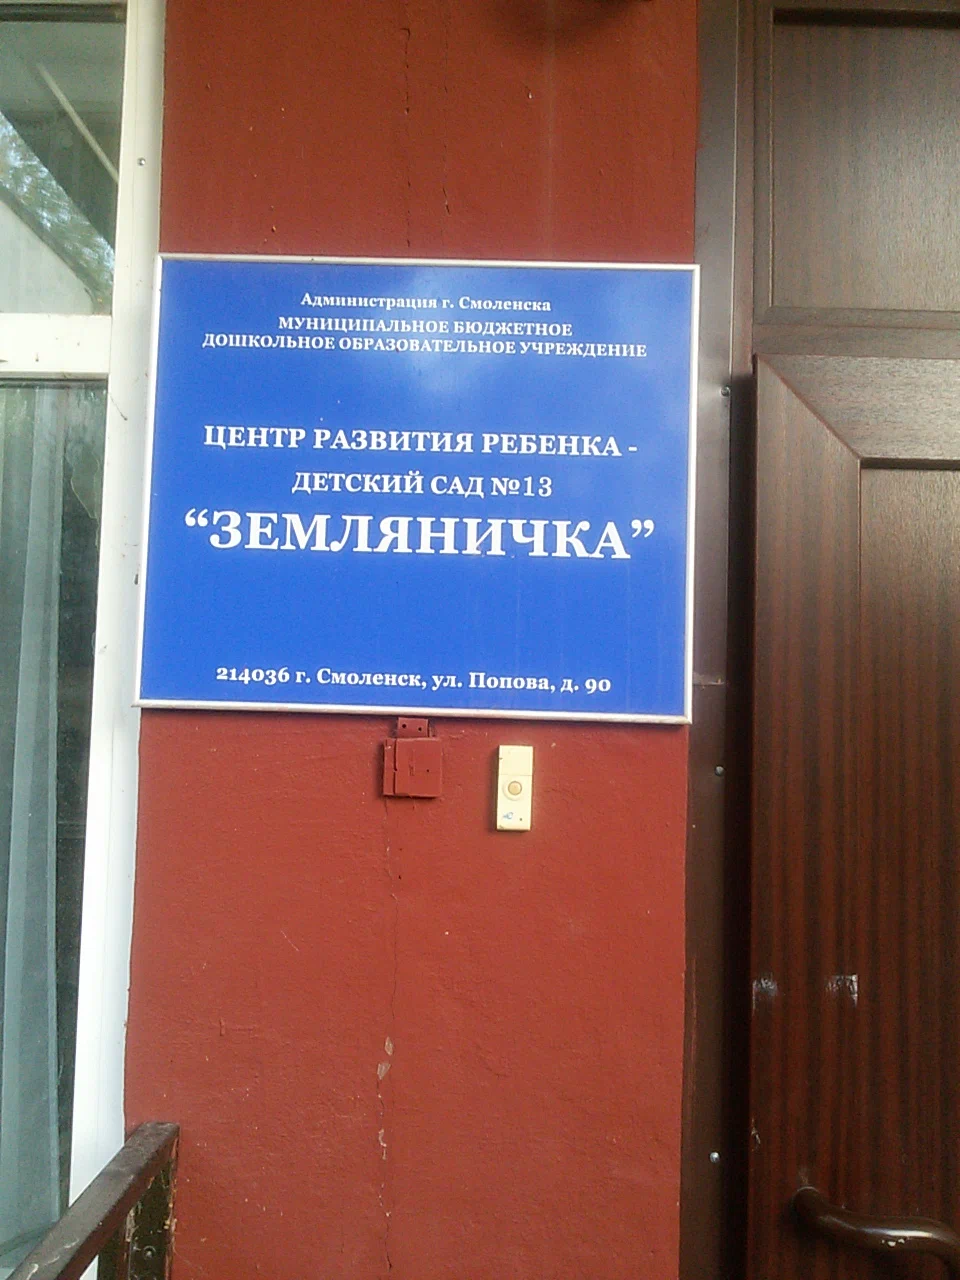 Администрация г. Смоленска
МУНИЦИПАЛЬНОЕ БЮДЖЕТНОЕ
ДОШКОЛЬНОЕ ОБРАЗОВАТЕЛЬНОЕ УЧРЕЖДЕНИЕ
ЦЕНТР РАЗВИТИЯ РЕБЕНКА -
ДЕТСКИЙ САД №13
“ЗЕМЛЯНИЧКА”
214036 г. Смоленск, ул. Попова, д. 90